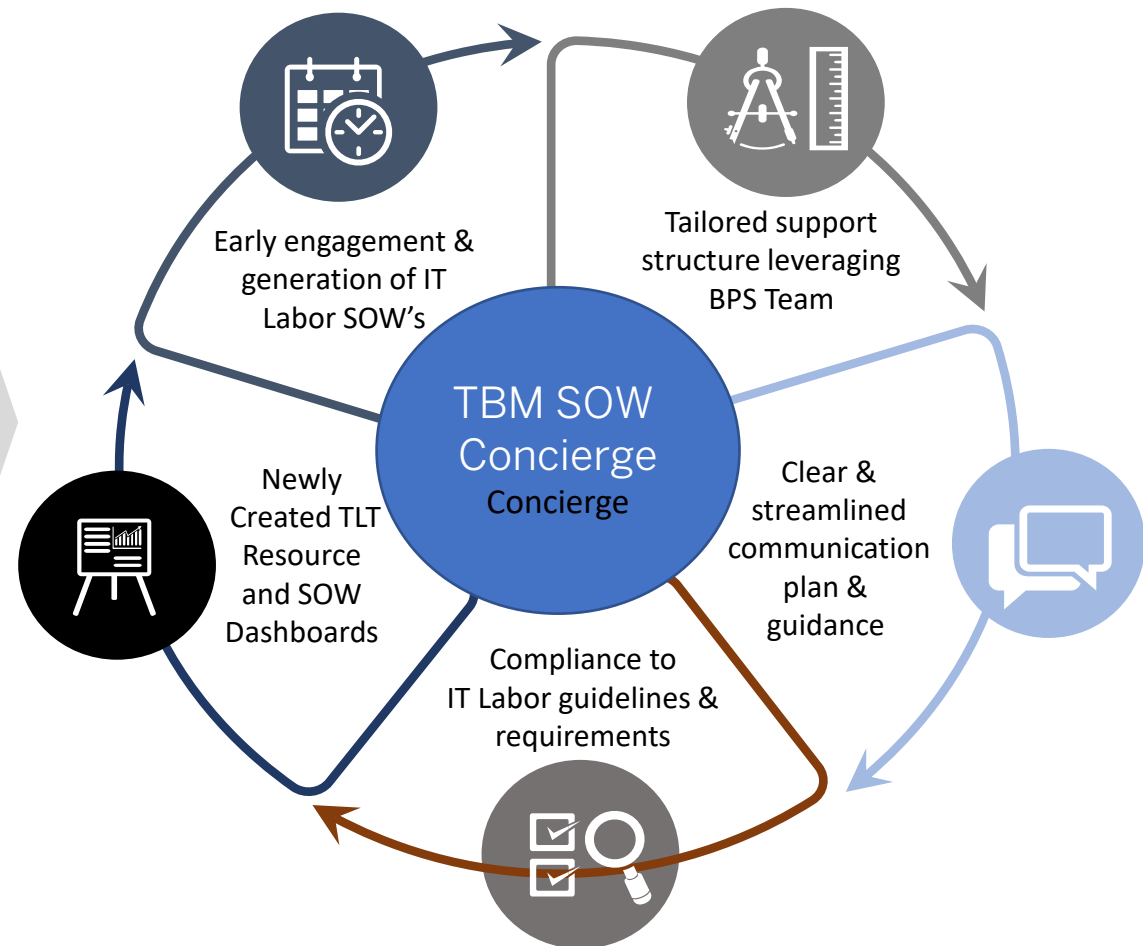 Early engagement &
generation of IT
Labor SOW's
Tailored support
structure leveraging
BPS Team
TBM SOW
Concierge
Concierge
Clear &
streamlined
communication
plan &
guidance
Compliance to
IT Labor guidelines &
requirements
Newly
Created TLT
Resource
and SOW
Dashboards